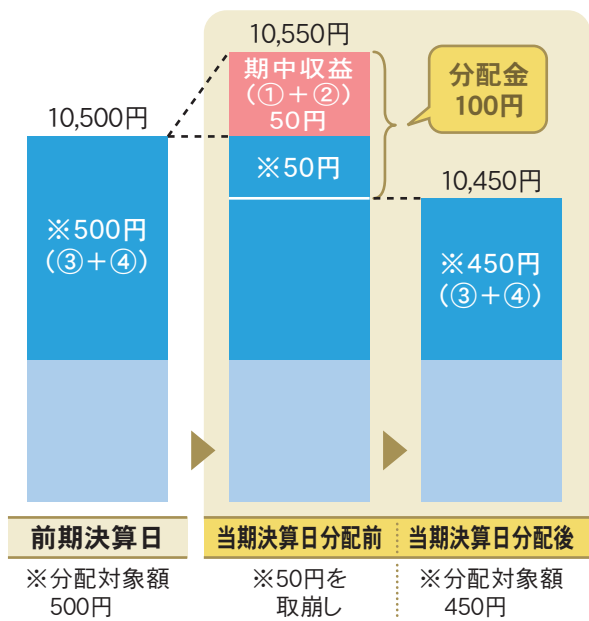 10,550円
期中収益
(①+②)
50円
分配金
100円
10,500円
※50円
10,450円
※500円
(③+④)
※450円
(③+④)
前期決算日
当期決算日分配前
当期決算日分配後
※分配対象額
500円
※50円を
取崩し
※分配対象額
450円